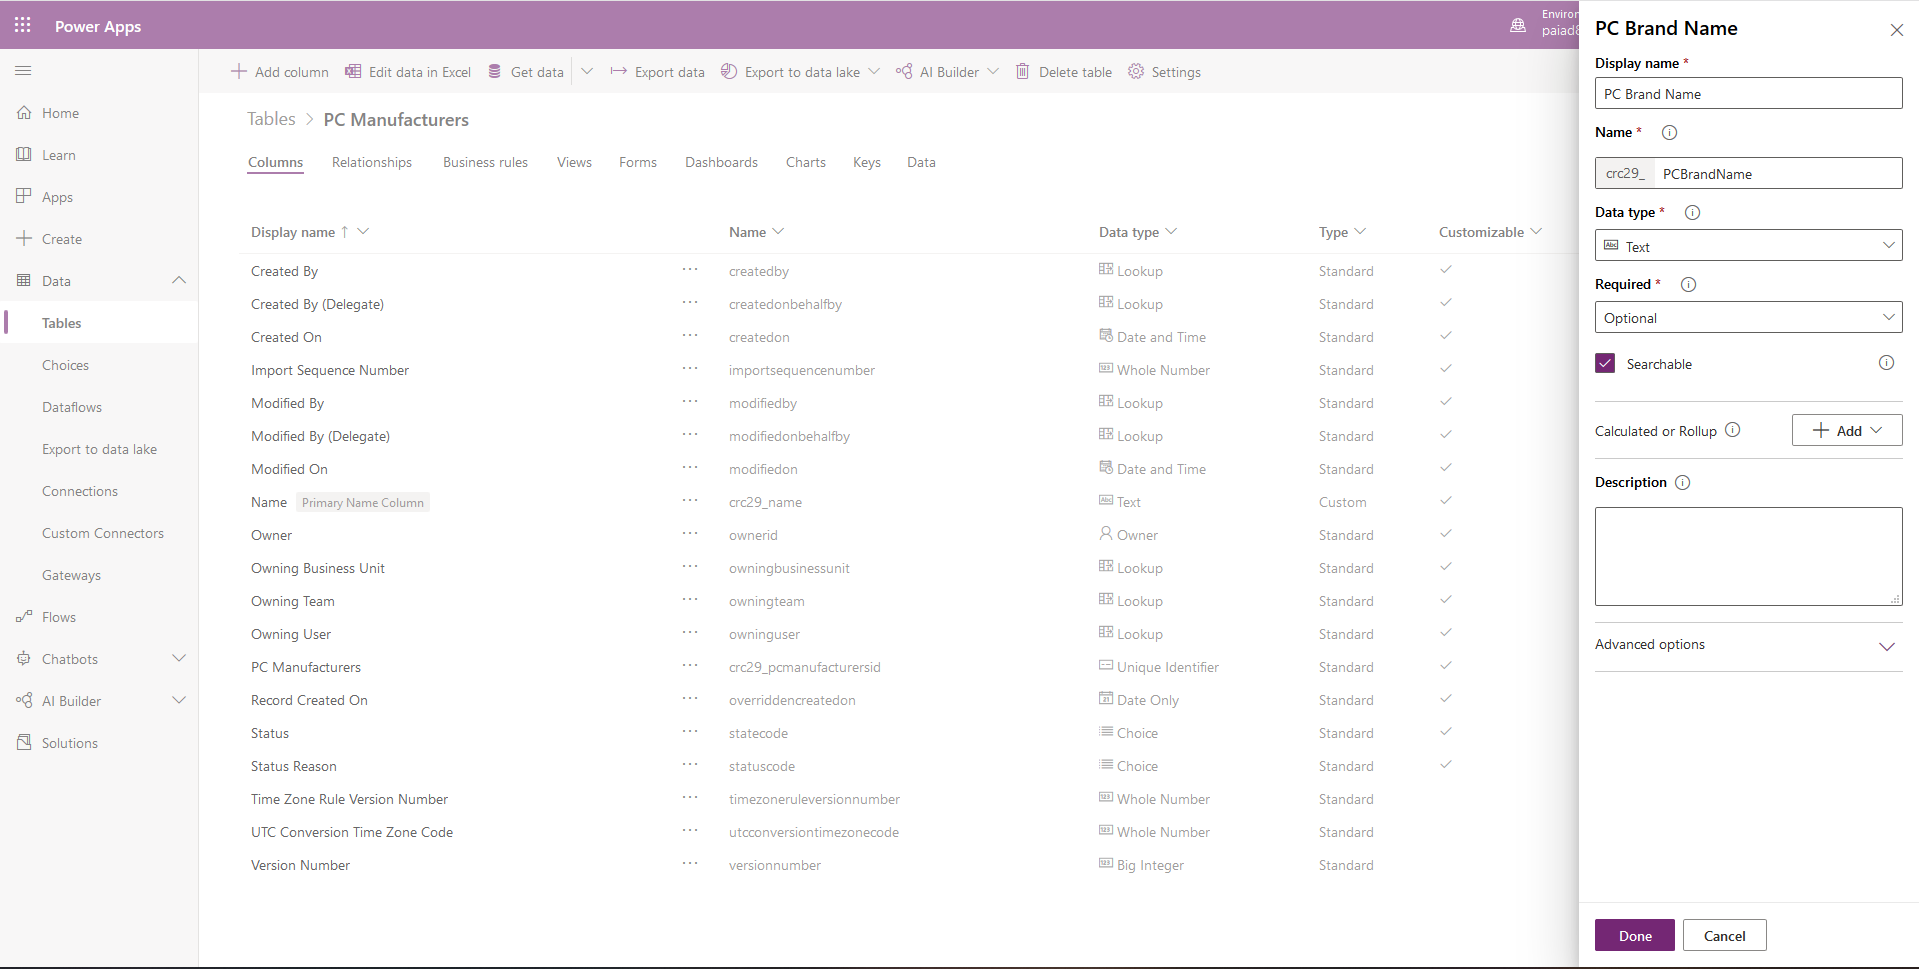 Power Apps
Environ
paiad8
Add column Edit data in Excel Get data Export data Export to data lake AI Builder Delete table Settings
Home
Learn
Apps
Create
Data
Tables
Choices
Dataflows
Export to data lake
Connections
Custom Connectors
Gateways
Flows
Chatbots
AI Builder
Solutions
Tables > PC Manufacturers
Columns Relationships Business rules Views Forms Dashboards Charts Keys Data
Display name ↑ Name Data type Type Customizable
Created By ··· createdby Lookup Standard ✓
Created By (Delegate) ··· createdonbehalfby Lookup Standard ✓
Created On ··· createdon Date and Time Standard ✓
Import Sequence Number ··· importsequencenumber Whole Number Standard ✓
Modified By ··· modifiedby Lookup Standard ✓
Modified By (Delegate) ··· modifiedonbehalfby Lookup Standard ✓
Modified On ··· modifiedon Date and Time Standard ✓
Name Primary Name Column ··· crc29_name Abc Text Custom ✓
Owner ··· ownerid Owner Standard ✓
Owning Business Unit ··· owningbusinessunit Lookup Standard ✓
Owning Team ··· owningteam Lookup Standard ✓
Owning User ··· owninguser Lookup Standard ✓
PC Manufacturers ··· crc29_pcmanufacturersid Unique Identifier Standard ✓
Record Created On ··· overriddencreatedon Date Only Standard ✓
Status ··· statecode Choice Standard ✓
Status Reason ··· statuscode Choice Standard ✓
Time Zone Rule Version Number ··· timezoneruleversionnumber Whole Number Standard
UTC Conversion Time Zone Code ··· utcconversiontimezonecode Whole Number Standard
Version Number ··· versionnumber Big Integer Standard
PC Brand Name
Display name *
PC Brand Name
Name *
crc29_ PCBrandName
Data type *
Abc Text
Required *
Optional
Searchable
Calculated or Rollup + Add
Description
Advanced options
Done Cancel